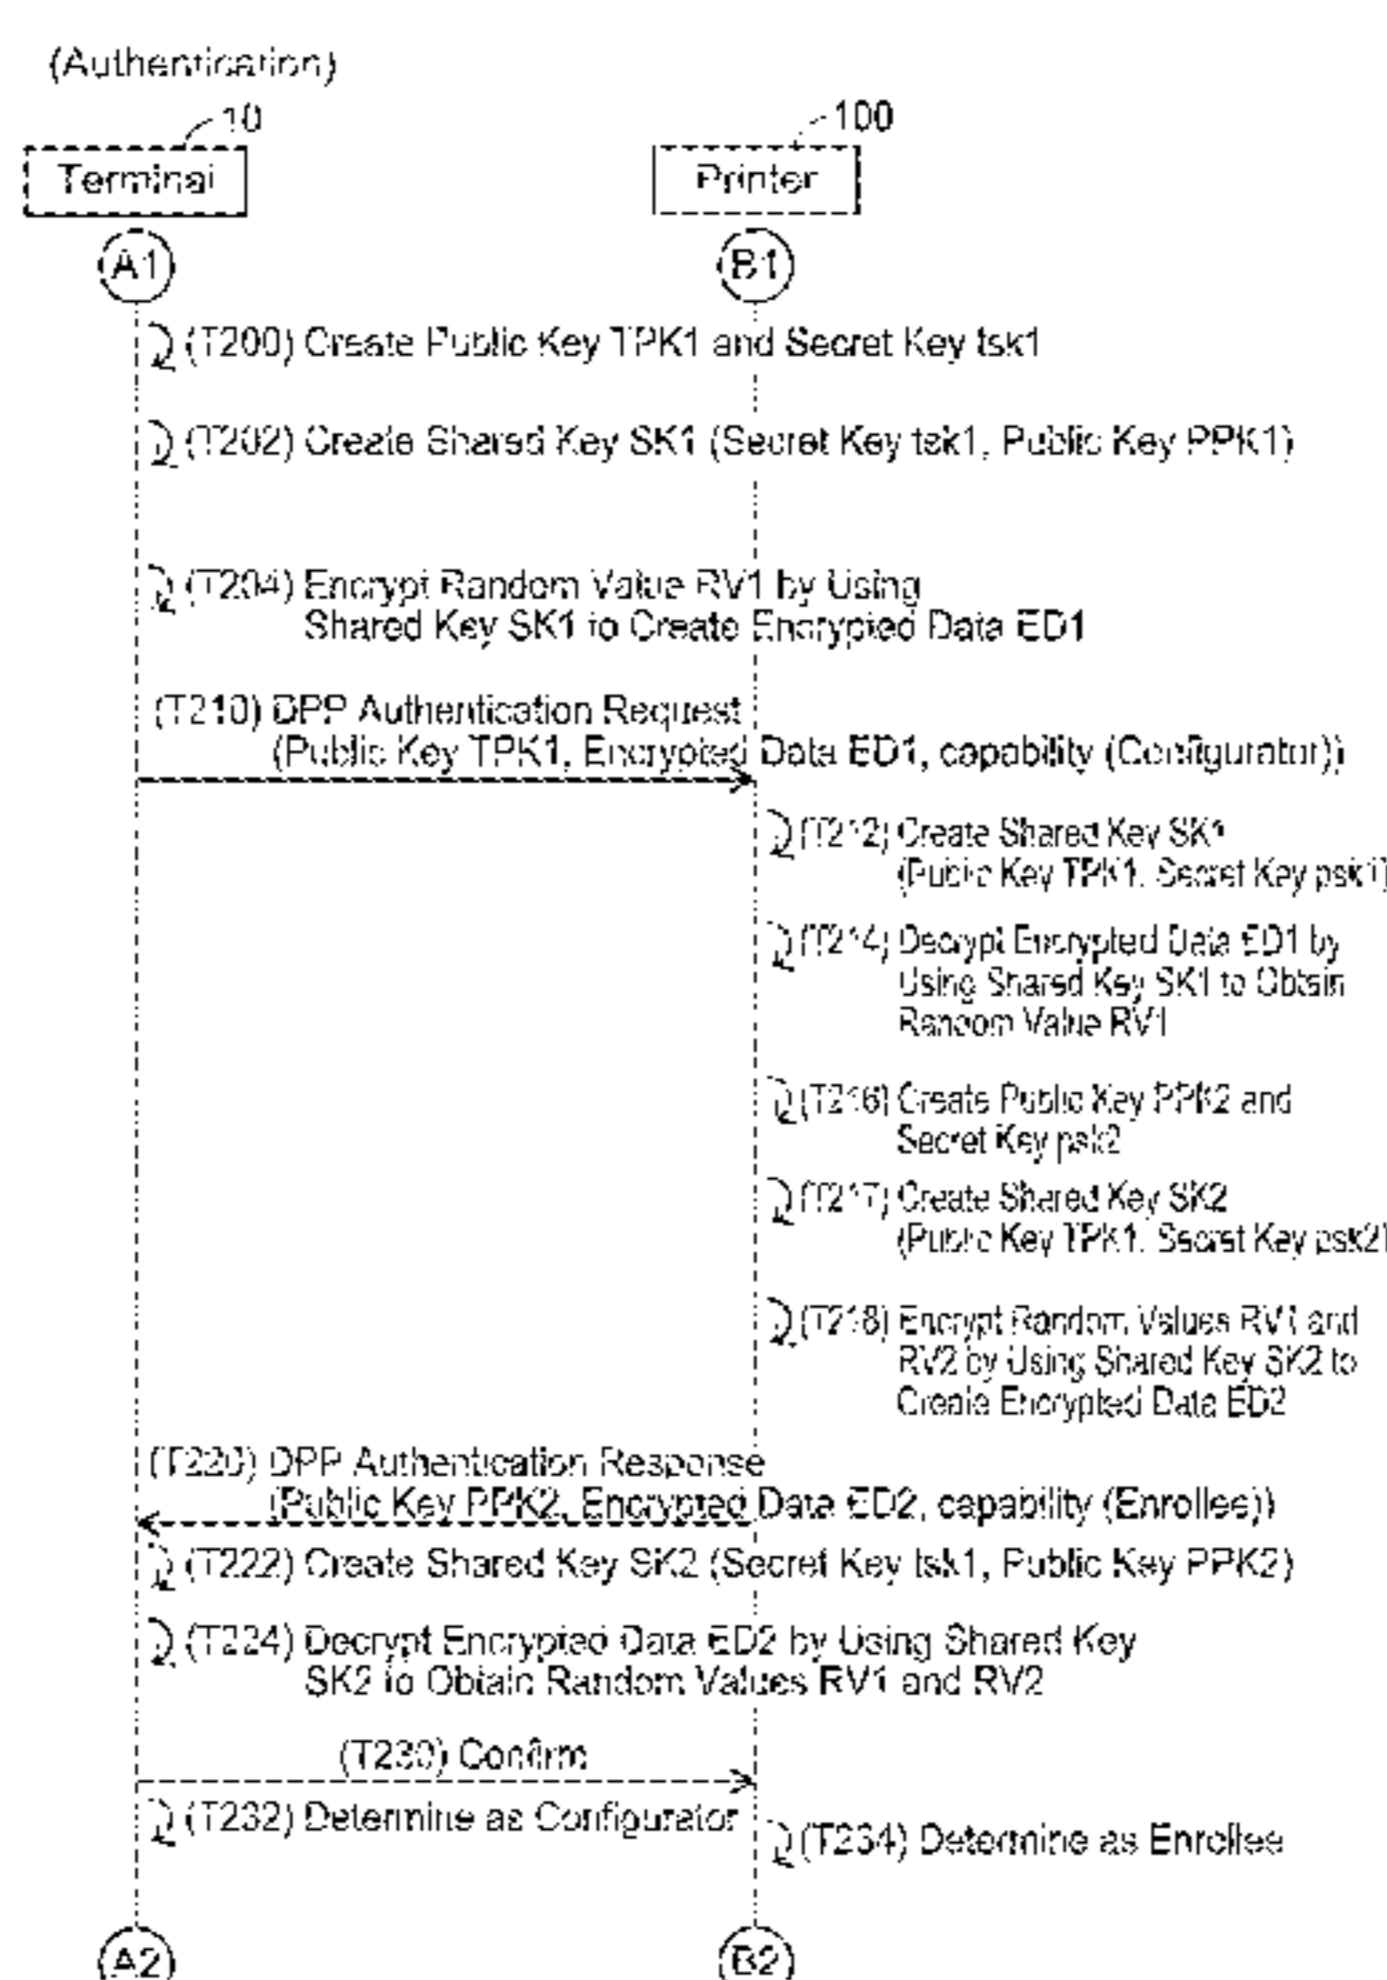 (Authentication)
10
100
Terminal
Printer
A1
B1
(T200) Create Public Key TPK1 and Secret Key tsk1
(T202) Create Shared Key SK1 (Secret Key tsk1, Public Key PPK1)
(T204) Encrypt Random Value RV1 by Using
Shared Key SK1 to Create Encrypted Data ED1
(T210) DPP Authentication Request
(Public Key TPK1, Encrypted Data ED1, capability (Configurator))
(T212) Create Shared Key SK1
(Public Key TPK1, Secret Key psk1)
(T214) Decrypt Encrypted Data ED1 by
Using Shared Key SK1 to Obtain
Random Value RV1
(T216) Create Public Key PPK2 and
Secret Key psk2
(T217) Create Shared Key SK2
(Public Key TPK1, Secret Key psk2)
(T218) Encrypt Random Values RV1 and
RV2 by Using Shared Key SK2 to
Create Encrypted Data ED2
(T220) DPP Authentication Response
(Public Key PPK2, Encrypted Data ED2, capability (Enrollee))
(T222) Create Shared Key SK2 (Secret Key tsk1, Public Key PPK2)
(T224) Decrypt Encrypted Data ED2 by Using Shared Key
SK2 to Obtain Random Values RV1 and RV2
(T230) Confirm
(T232) Determine as Configurator
(T234) Determine as Enrollee
A2
B2